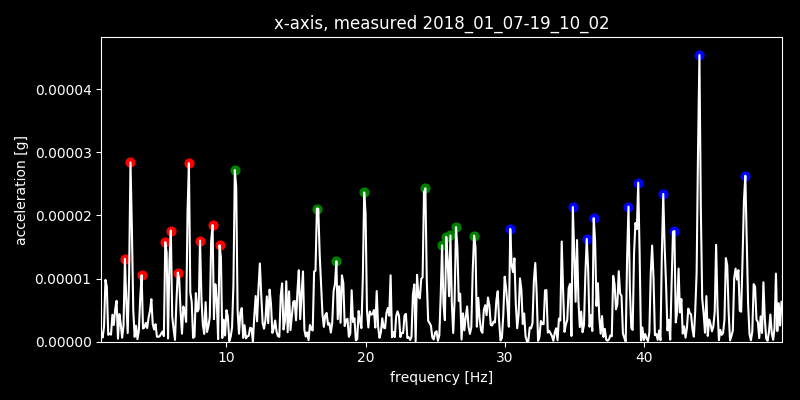 x-axis, measured 2018_01_07-19_10_02
acceleration [g]
0.00004
0.00003
0.00002
0.00001
0.00000
10 20 30 40
frequency [Hz]